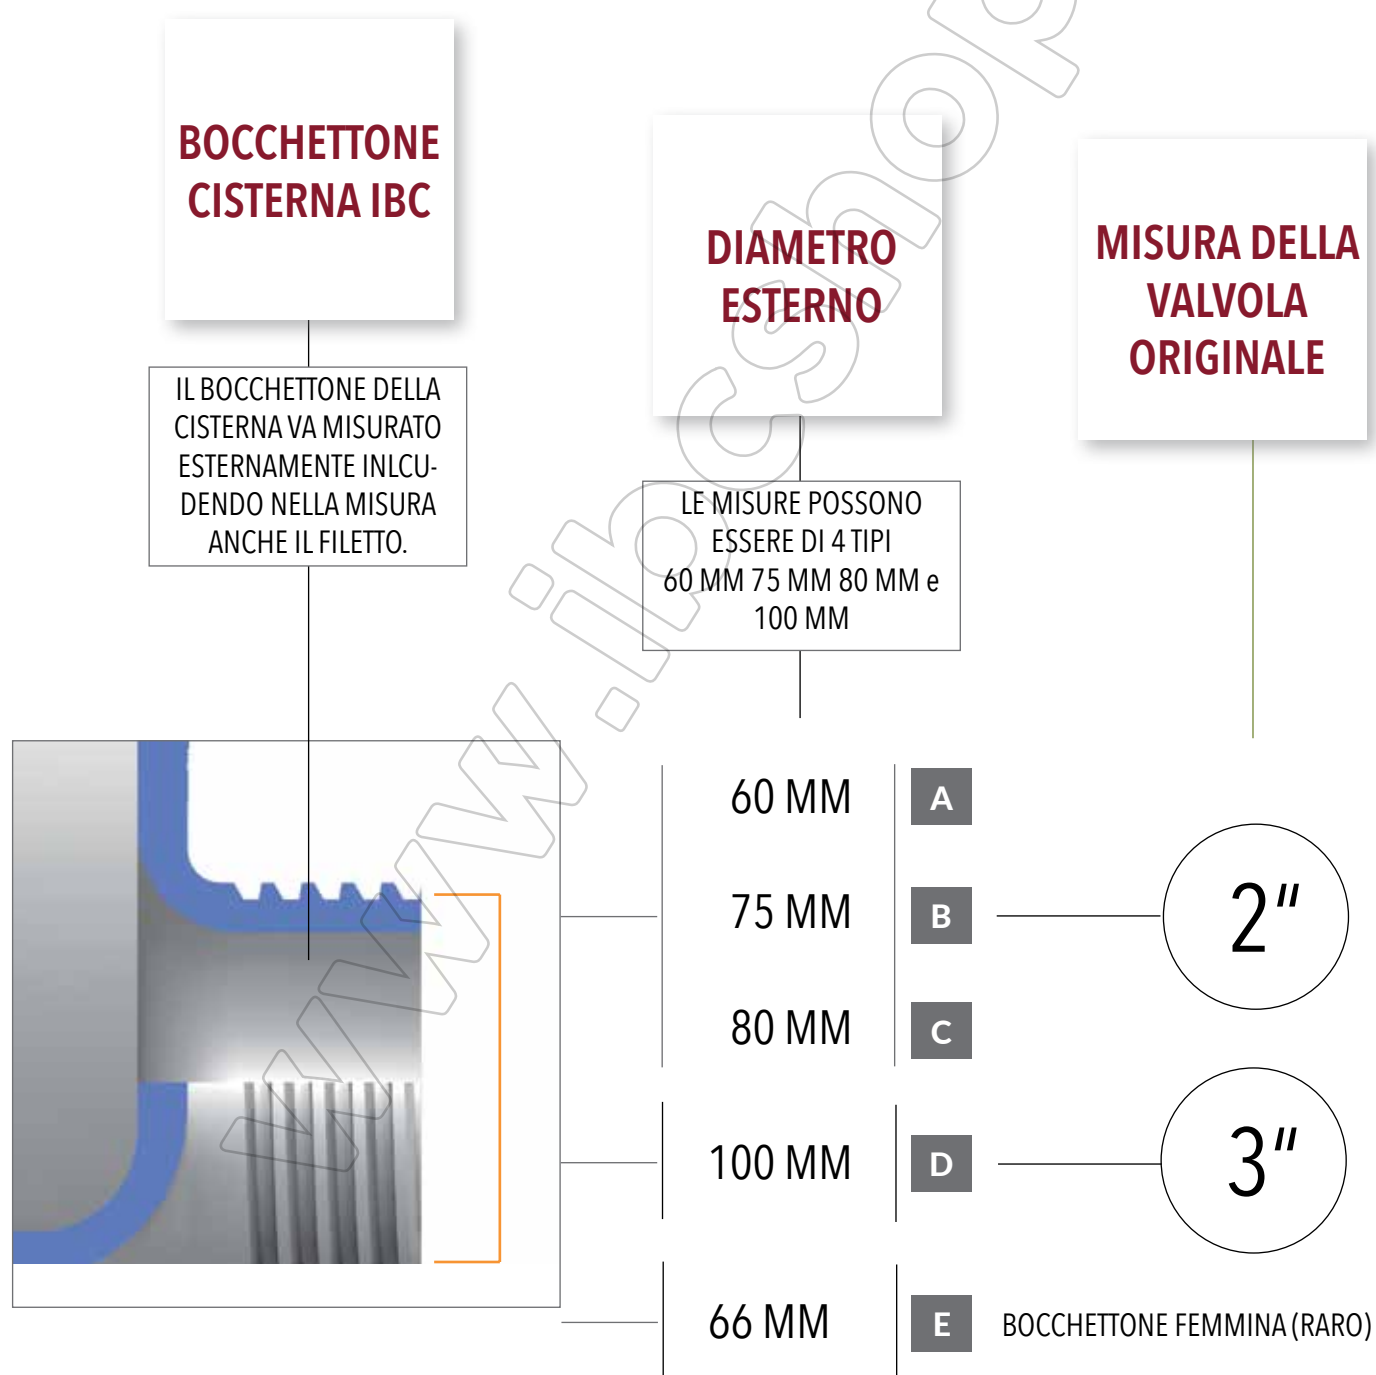 BOCCHETTONE
CISTERNA IBC
IL BOCCHETTONE DELLA
CISTERNA VA MISURATO
ESTERNAMENTE INLCU-
DENDO NELLA MISURA
ANCHE IL FILETTO.
DIAMETRO
ESTERNO
LE MISURE POSSONO
ESSERE DI 4 TIPI
60 MM 75 MM 80 MM e
100 MM
MISURA DELLA
VALVOLA
ORIGINALE
60 MM A
75 MM B
2"
80 MM C
100 MM D
3"
66 MM E BOCCHETTONE FEMMINA (RARO)
www.ibcshop